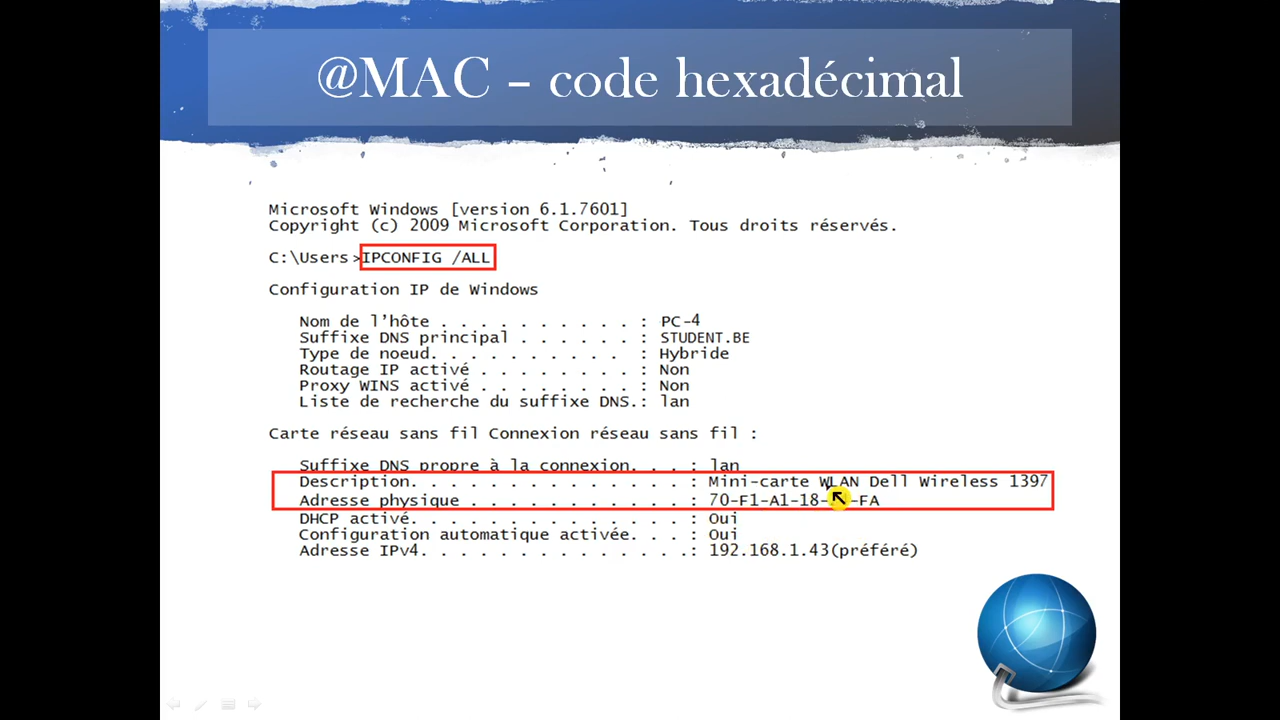 @MAC – code hexadécimal
Microsoft Windows [version 6.1.7601]
Copyright (c) 2009 Microsoft Corporation. Tous droits réservés.
C:\Users>IPCONFIG /ALL
Configuration IP de Windows
Nom de l’hôte . . . . . . . . . . : PC-4
Suffixe DNS principal . . . . . . : STUDENT.BE
Type de noeud. . . . . . . . . . : Hybride
Routage IP activé . . . . . . . . : Non
Proxy WINS activé . . . . . . . . : Non
Liste de recherche du suffixe DNS.: lan
Carte réseau sans fil Connexion réseau sans fil :
Suffixe DNS propre à la connexion. . . : lan
Description. . . . . . . . . . . . . . : Mini-carte WLAN Dell Wireless 1397
Adresse physique . . . . . . . . . . . : 70-F1-A1-18- -FA
DHCP activé. . . . . . . . . . . . . . : Oui
Configuration automatique activée. . . : Oui
Adresse IPv4. . . . . . . . . . . . . .: 192.168.1.43(préféré)